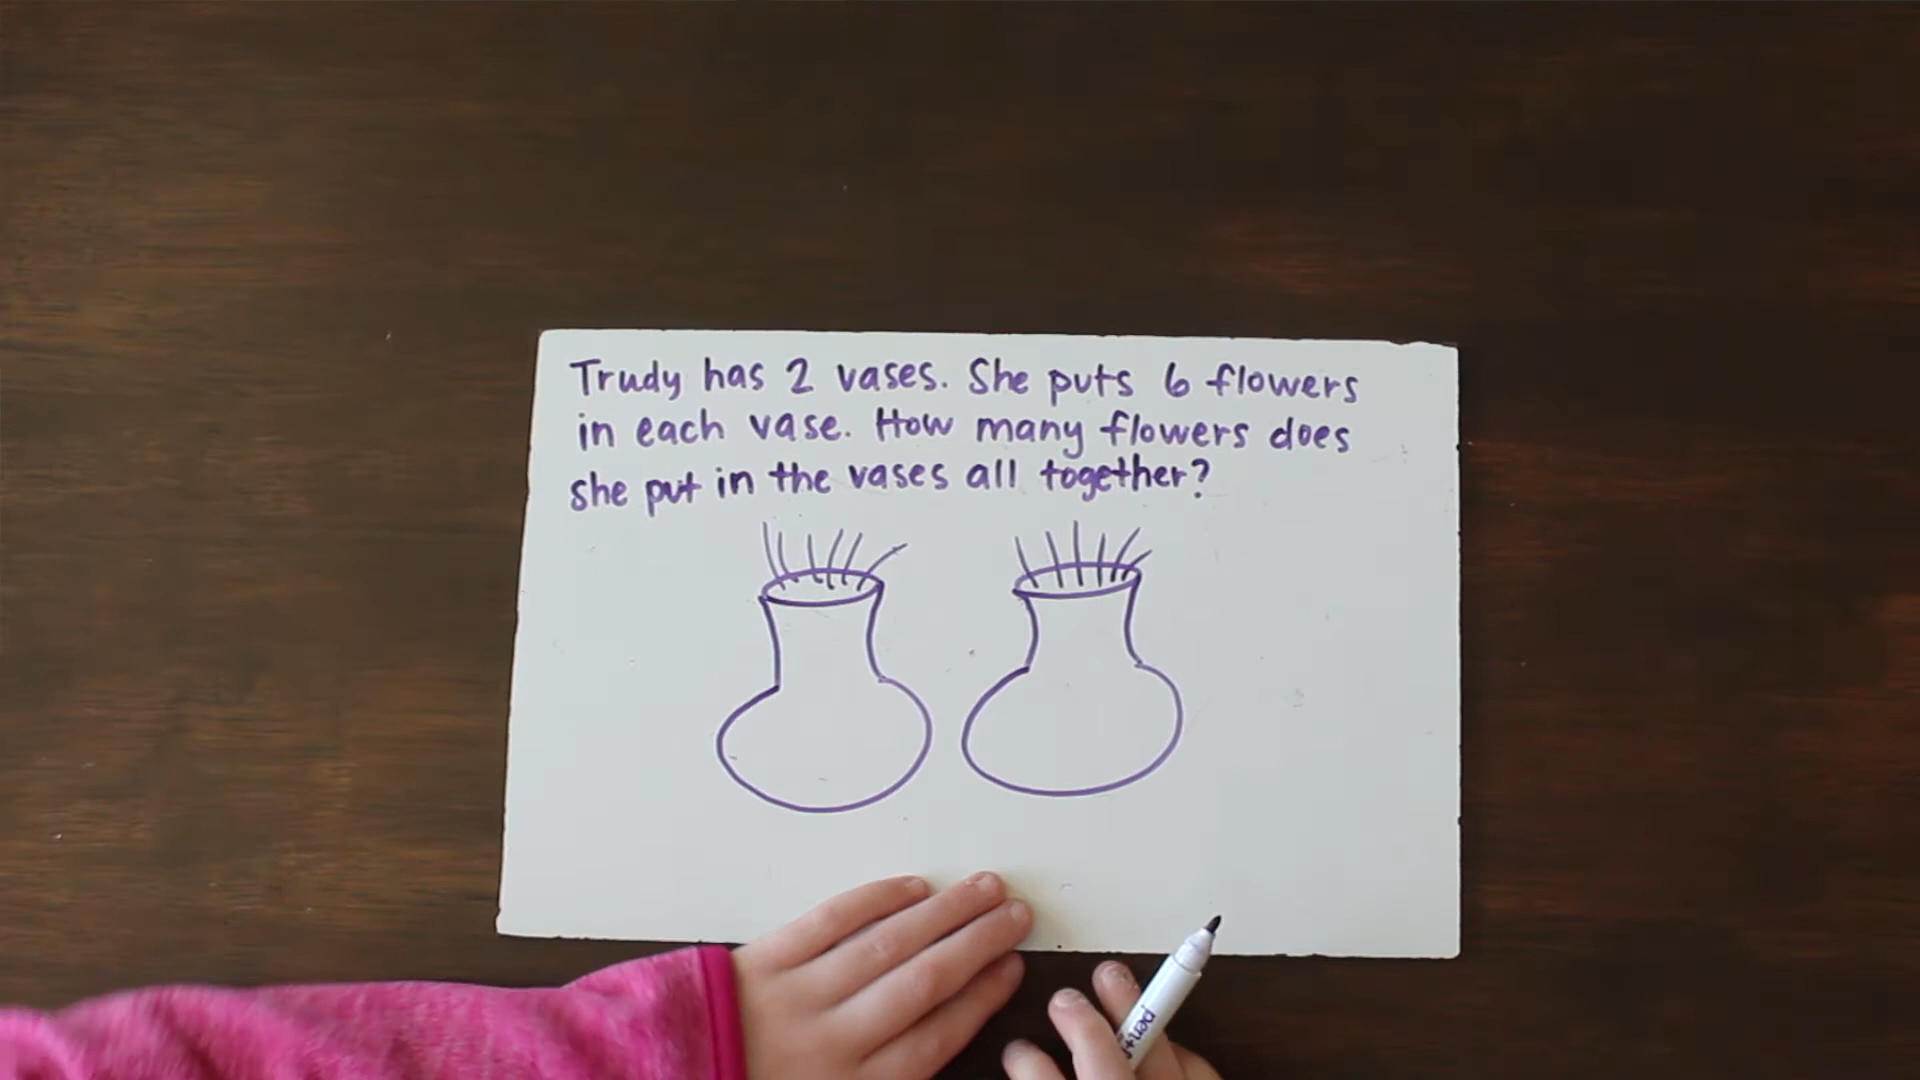 Trudy has 2 vases. She puts 6 flowers
in each vase. How many flowers does
she put in the vases all together?